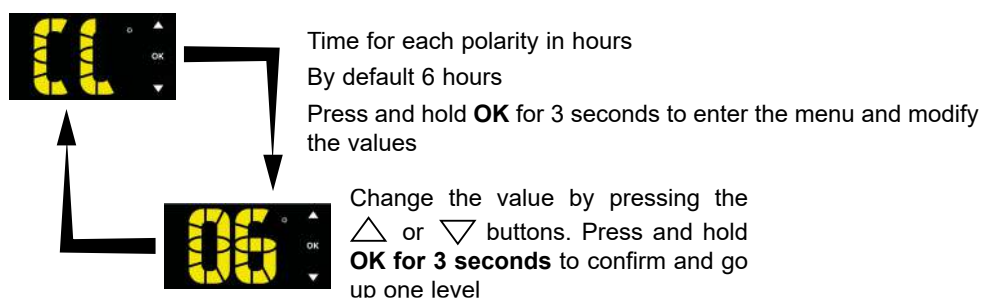 CL
OK
Time for each polarity in hours
By default 6 hours
Press and hold OK for 3 seconds to enter the menu and modify
the values
06
OK
Change the value by pressing the
△ or ▽ buttons. Press and hold
OK for 3 seconds to confirm and go
up one level